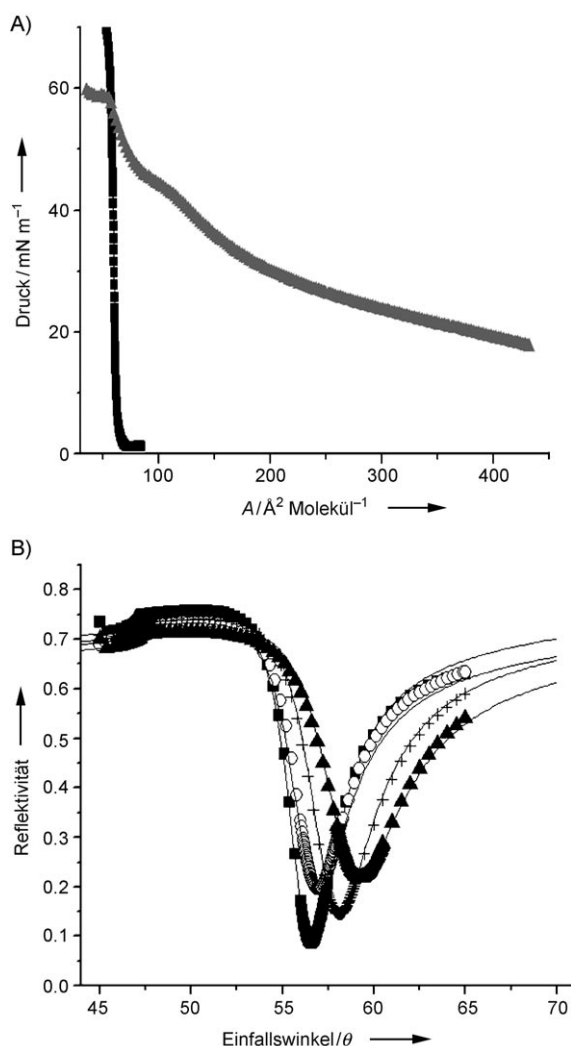 A)
60
40
20
0
Druck / mN m⁻¹ ⟶
100 200 300 400
A/Å² Molekül⁻¹ ⟶
B)
0.8
0.7
0.6
0.5
0.4
0.3
0.2
0.1
0.0
Reflektivität ⟶
45 50 55 60 65 70
Einfallswinkel/θ ⟶